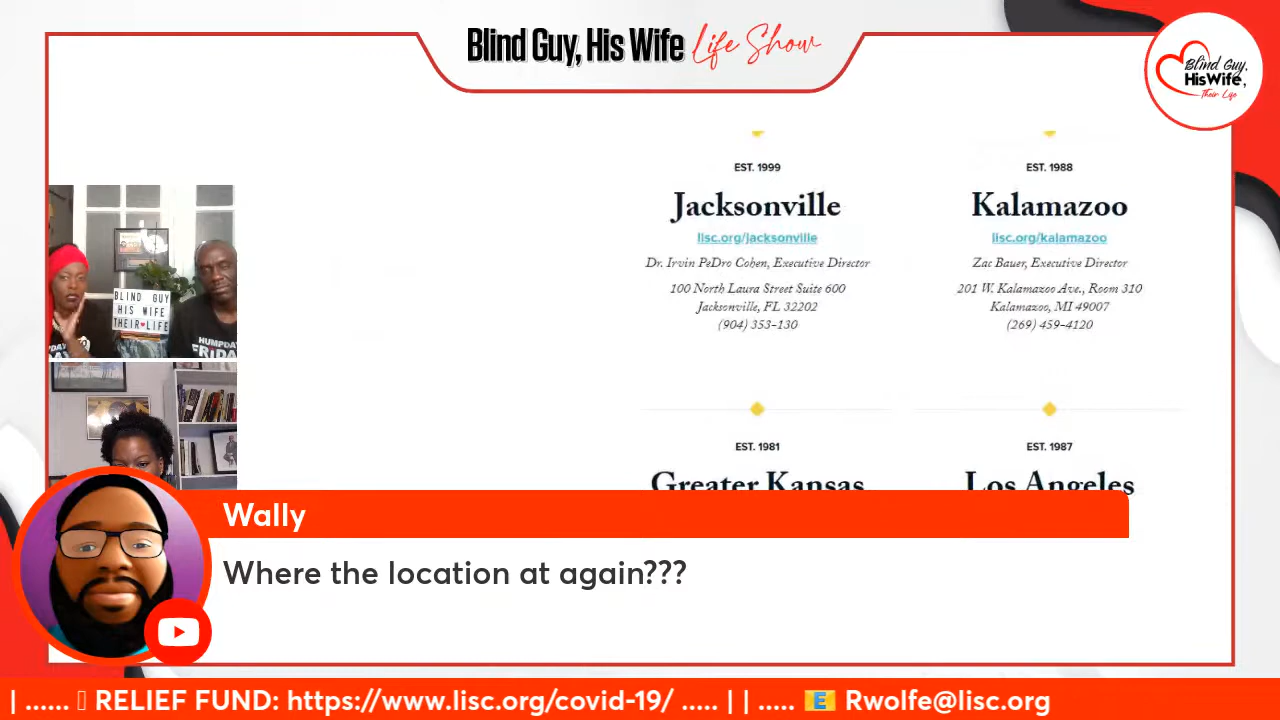 Blind Guy, His Wife Life Show
Blind Guy,
His Wife,
Their Life
EST. 1999
Jacksonville
lisc.org/jacksonville
Dr. Irvin PeDro Cohen, Executive Director
100 North Laura Street Suite 600
Jacksonville, FL 32202
(904) 353-130
EST. 1988
Kalamazoo
lisc.org/kalamazoo
Zac Bauer, Executive Director
201 W. Kalamazoo Ave., Room 310
Kalamazoo, MI 49007
(269) 459-4120
BLIND GUY
HIS WIFE
THEIR♥LIFE
HUMPDAY
FRIDAY
EST. 1981
Greater Kansas
EST. 1987
Los Angeles
Wally
Where the location at again???
| ...... RELIEF FUND: https://www.lisc.org/covid-19/ ..... | | ..... 📧 Rwolfe@lisc.org